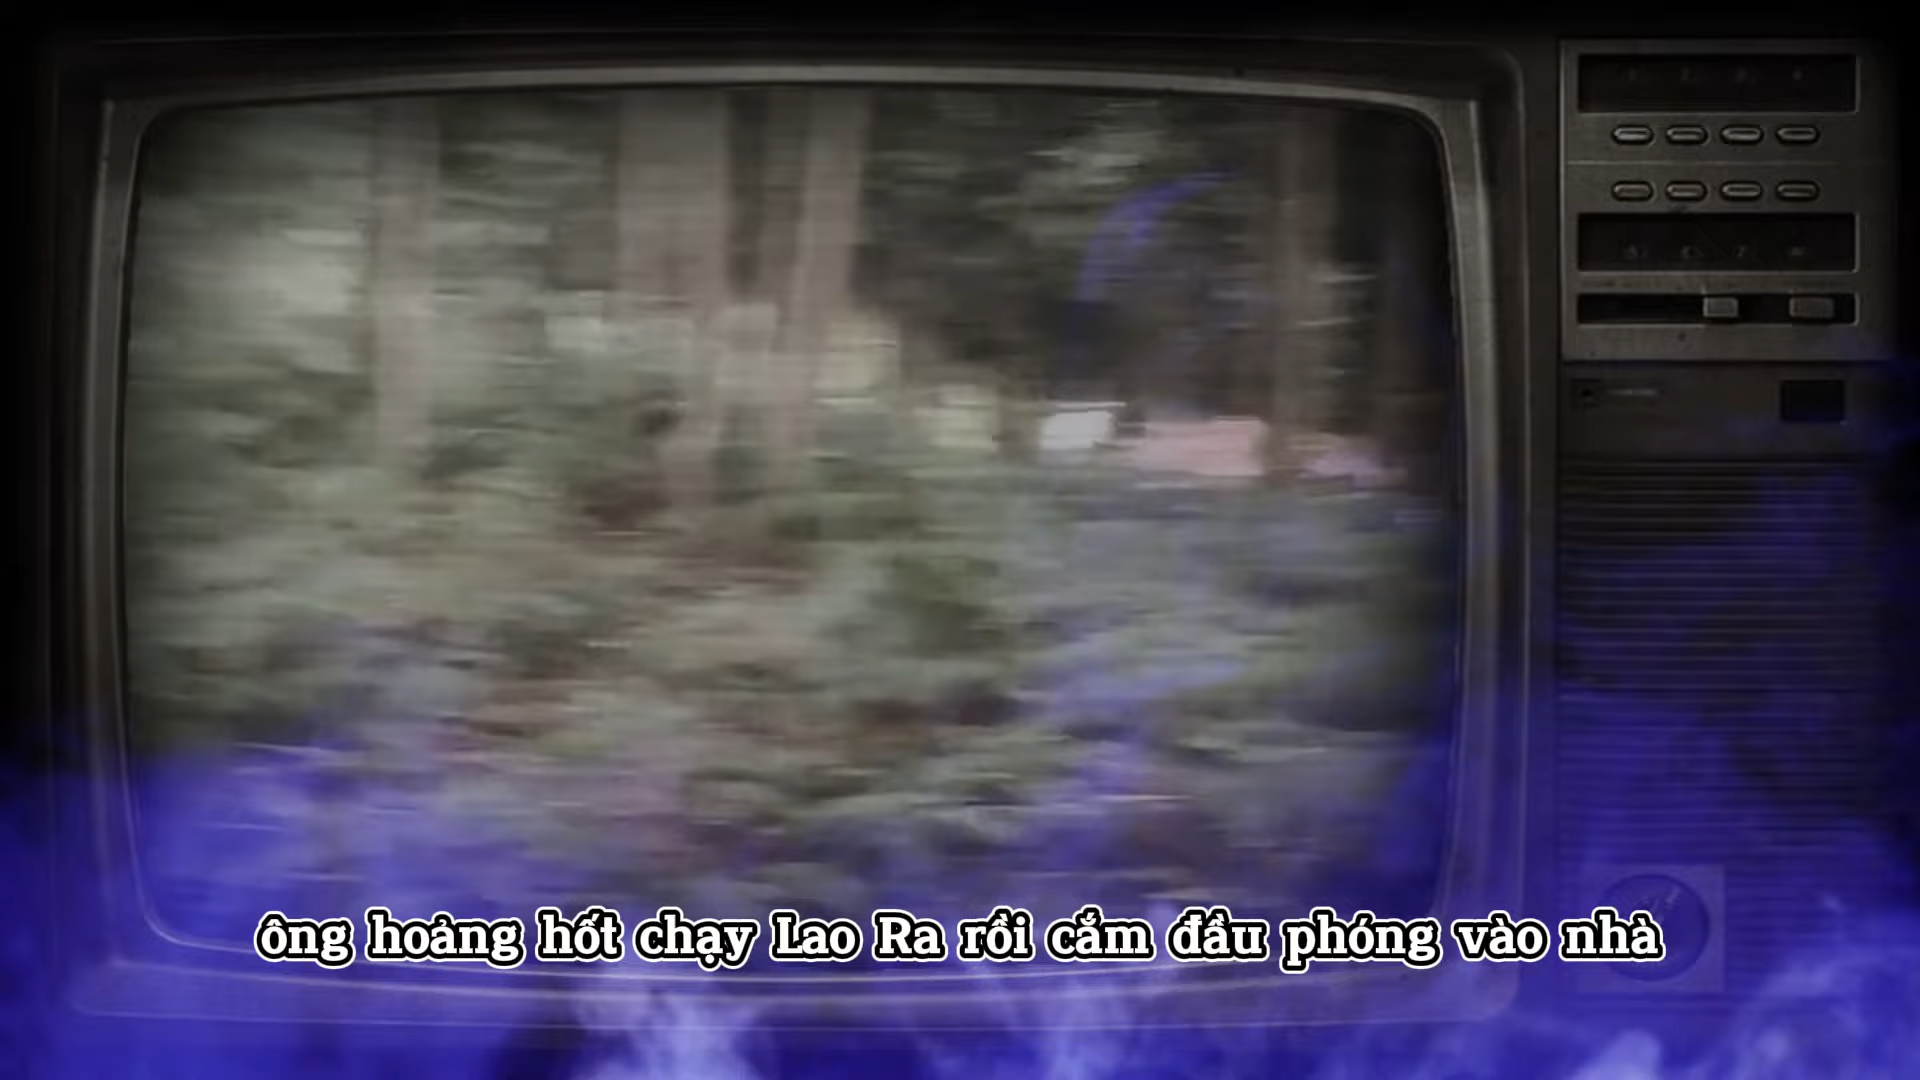 ông hoảng hốt chạy Lao Ra rồi cắm đầu phóng vào nhà